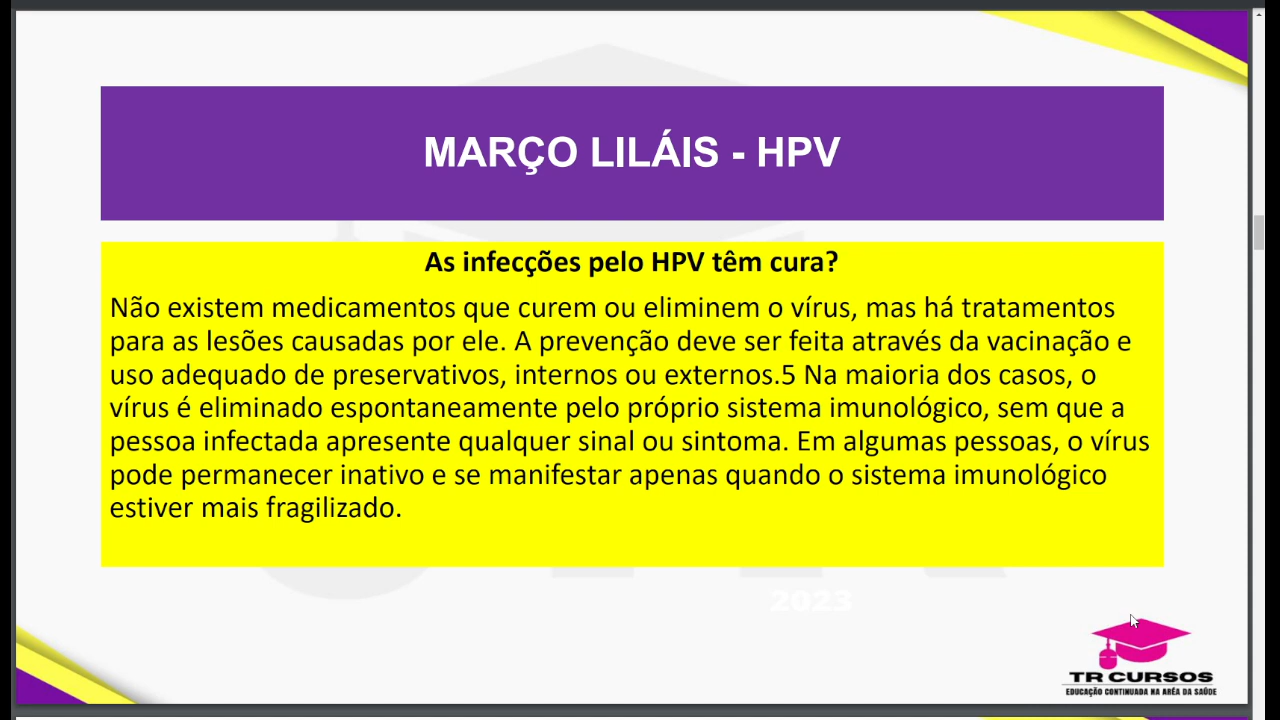 MARÇO LILÁIS - HPV
As infecções pelo HPV têm cura?
Não existem medicamentos que curem ou eliminem o vírus, mas há tratamentos
para as lesões causadas por ele. A prevenção deve ser feita através da vacinação e
uso adequado de preservativos, internos ou externos.5 Na maioria dos casos, o
vírus é eliminado espontaneamente pelo próprio sistema imunológico, sem que a
pessoa infectada apresente qualquer sinal ou sintoma. Em algumas pessoas, o vírus
pode permanecer inativo e se manifestar apenas quando o sistema imunológico
estiver mais fragilizado.
2023
TR CURSOS
EDUCAÇÃO CONTINUADA NA ARÉA DA SAÚDE